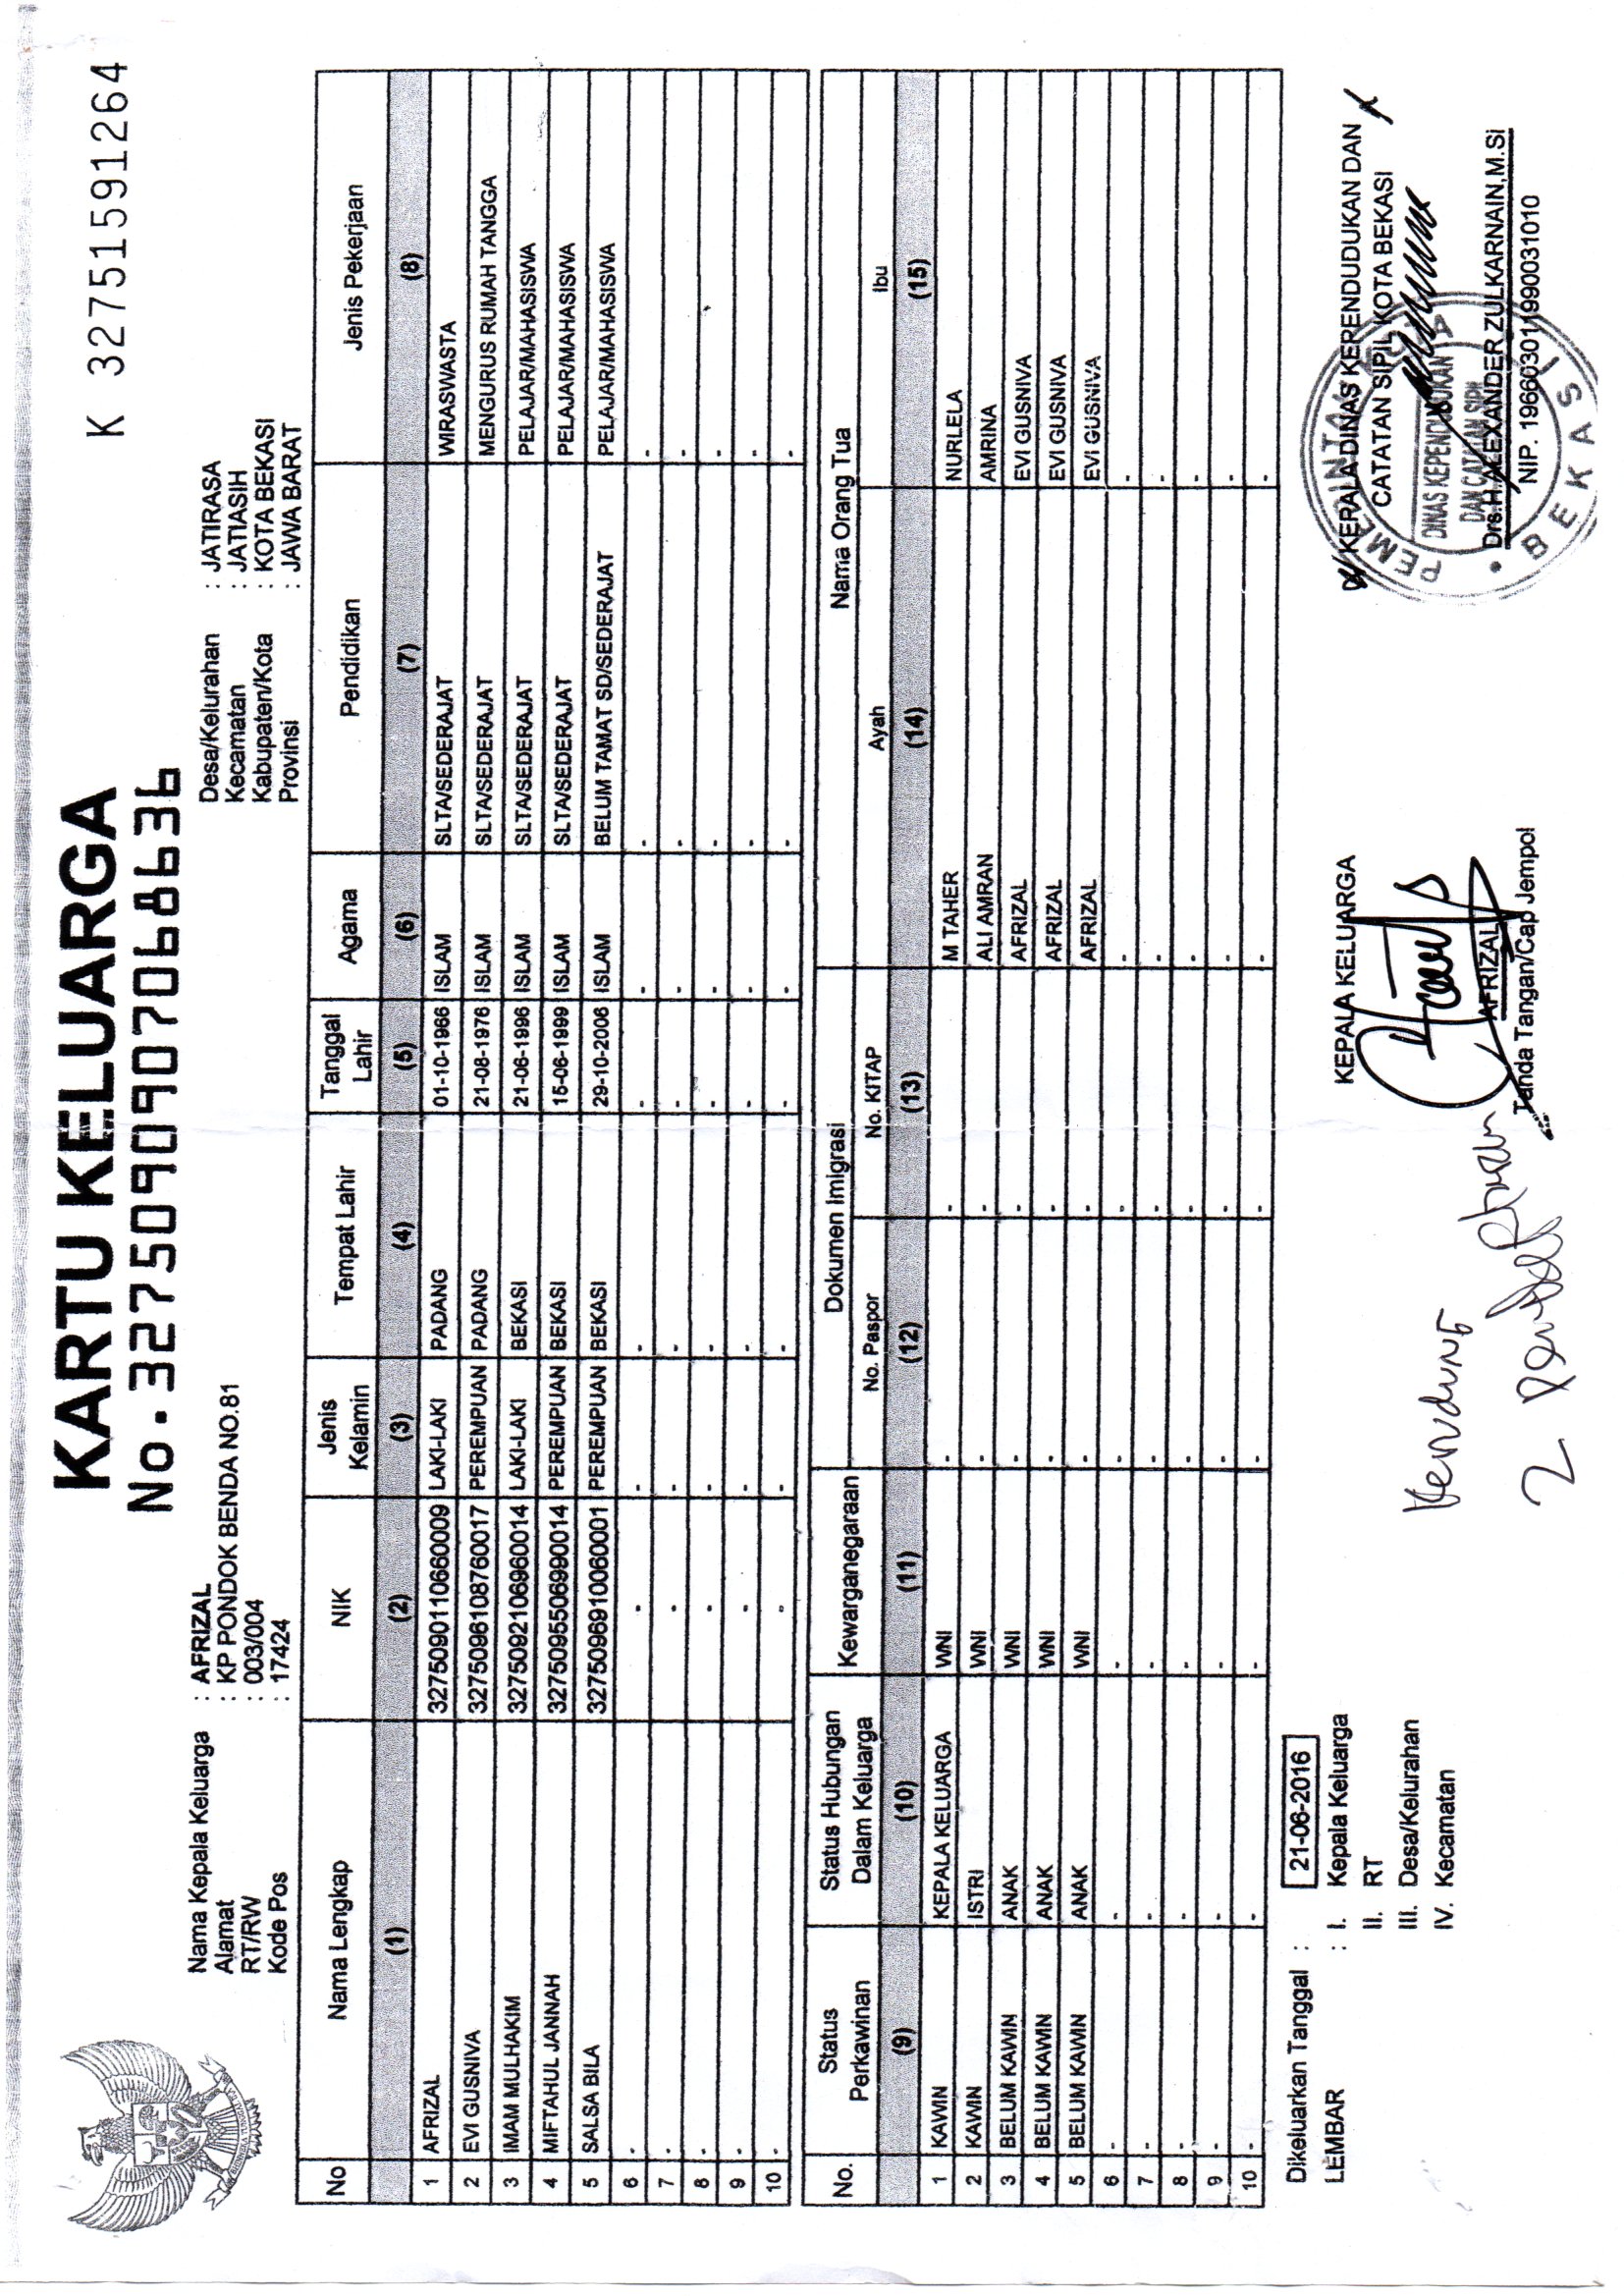 KARTU KELUARGA
No.3275090907068636
K 32751591264
Nama Kepala Keluarga : AFRIZAL
Alamat : KP PONDOK BENDA NO.81
RT/RW : 003/004
Kode Pos : 17424
Desa/Kelurahan : JATIRASA
Kecamatan : JATIASIH
Kabupaten/Kota : KOTA BEKASI
Provinsi : JAWA BARAT
No Nama Lengkap NIK Jenis Kelamin Tempat Lahir Tanggal Lahir Agama Pendidikan Jenis Pekerjaan
(1) (2) (3) (4) (5) (6) (7) (8)
1 AFRIZAL 3275090110660009 LAKI-LAKI PADANG 01-10-1966 ISLAM SLTA/SEDERAJAT WIRASWASTA
2 EVI GUSNIVA 3275096108760017 PEREMPUAN PADANG 21-08-1976 ISLAM SLTA/SEDERAJAT MENGURUS RUMAH TANGGA
3 IMAM MULHAKIM 3275092106960014 LAKI-LAKI BEKASI 21-06-1996 ISLAM SLTA/SEDERAJAT PELAJAR/MAHASISWA
4 MIFTAHUL JANNAH 3275095506990014 PEREMPUAN BEKASI 15-06-1999 ISLAM SLTA/SEDERAJAT PELAJAR/MAHASISWA
5 SALSA BILA 3275096910060001 PEREMPUAN BEKASI 29-10-2006 ISLAM BELUM TAMAT SD/SEDERAJAT PELAJAR/MAHASISWA
6 - - - - - - - -
7 - - - - - - - -
8 - - - - - - - -
9 - - - - - - - -
10 - - - - - - - -
No. Status Perkawinan Status Hubungan Dalam Keluarga Kewarganegaraan Dokumen Imigrasi Nama Orang Tua
No. Paspor No. KITAP Ayah Ibu
(9) (10) (11) (12) (13) (14) (15)
1 KAWIN KEPALA KELUARGA WNI - - M TAHER NURLELA
2 KAWIN ISTRI WNI - - ALI AMRAN AMRINA
3 BELUM KAWIN ANAK WNI - - AFRIZAL EVI GUSNIVA
4 BELUM KAWIN ANAK WNI - - AFRIZAL EVI GUSNIVA
5 BELUM KAWIN ANAK WNI - - AFRIZAL EVI GUSNIVA
6 - - - - - - -
7 - - - - - - -
8 - - - - - - -
9 - - - - - - -
10 - - - - - - -
Dikeluarkan Tanggal : 21-06-2016
LEMBAR : I. Kepala Keluarga
II. RT
III. Desa/Kelurahan
IV. Kecamatan
2
KEPALA KELUARGA
AFRIZAL
Tanda Tangan/Cap Jempol
KEPALA DINAS KEPENDUDUKAN DAN
CATATAN SIPIL KOTA BEKASI
PEMERINTAH KOTA
DINAS KEPENDUDUKAN
DAN CATATAN SIPIL
BEKASI
Drs.H.ALEXANDER ZULKARNAIN,M.Si
NIP. 196603011990031010